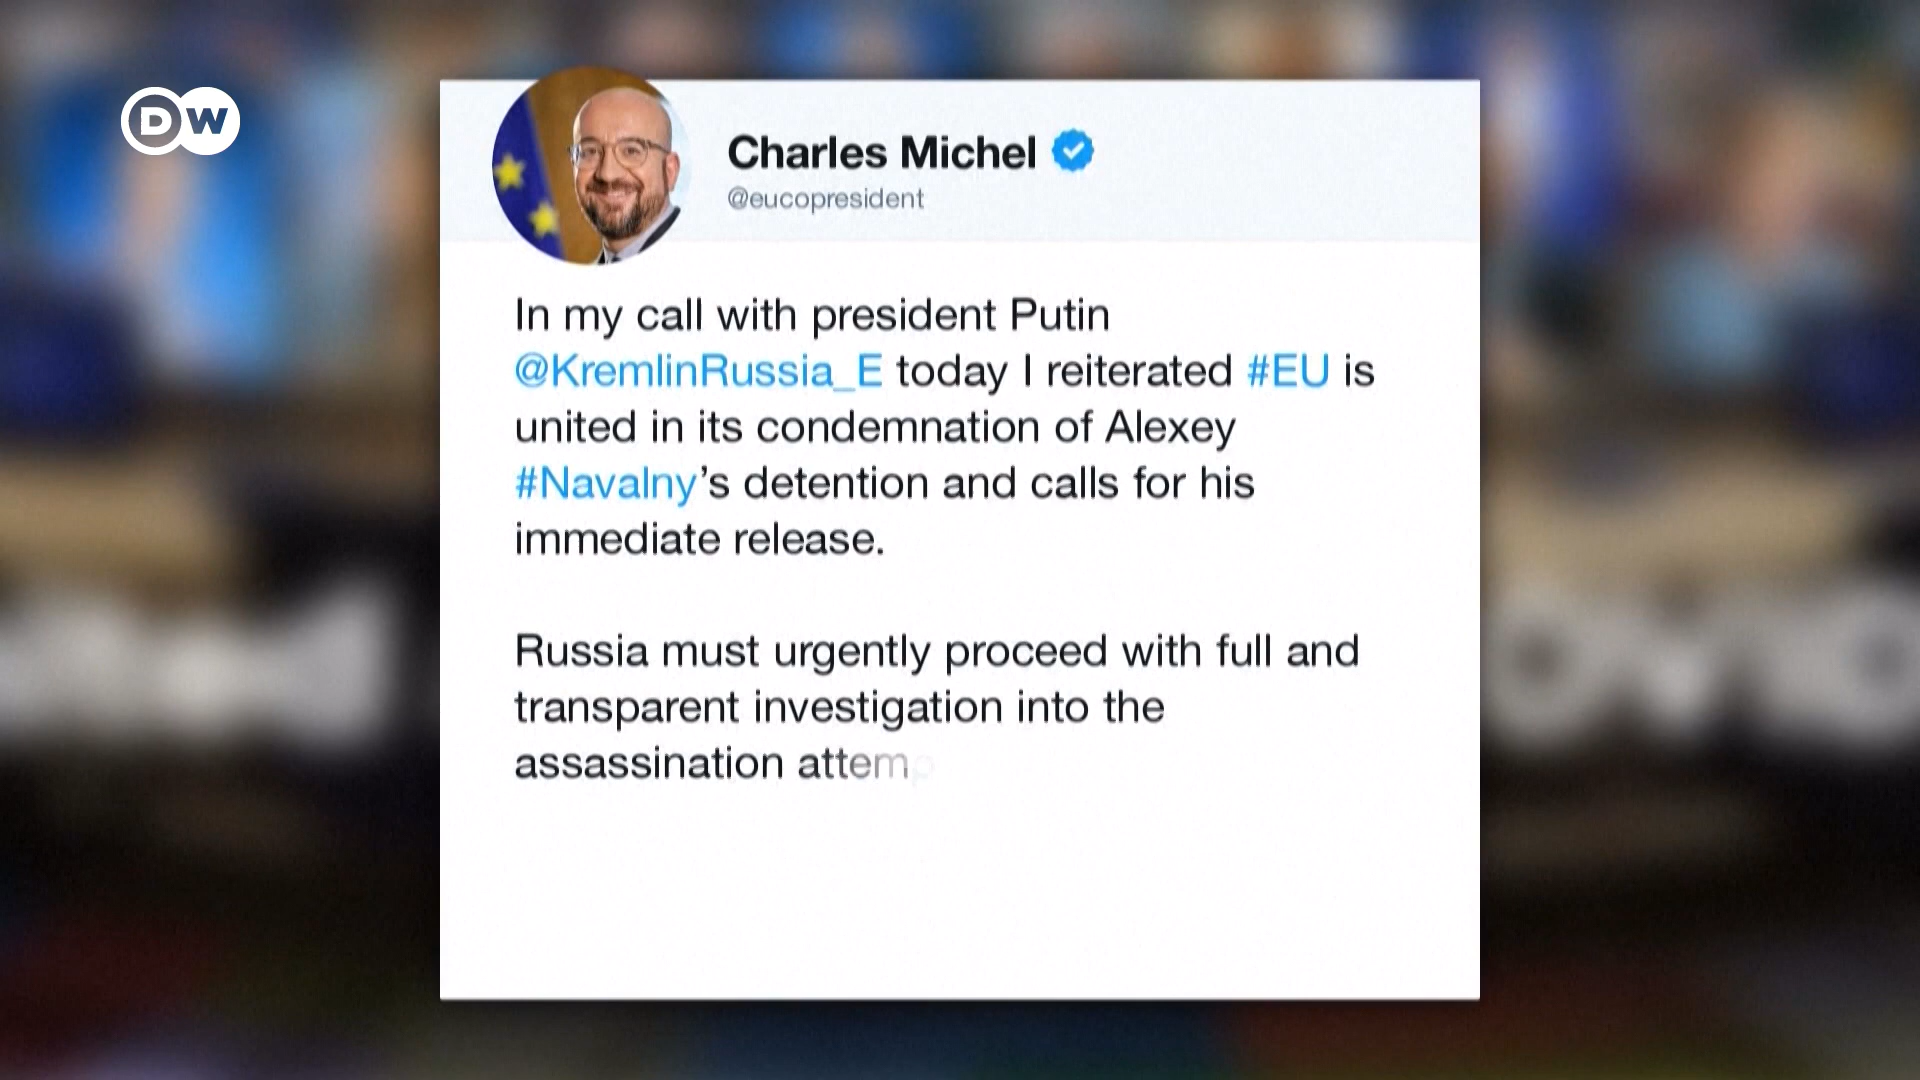 DW
Charles Michel
@eucopresident
In my call with president Putin
@KremlinRussia_E today I reiterated #EU is
united in its condemnation of Alexey
#Navalny’s detention and calls for his
immediate release.
Russia must urgently proceed with full and
transparent investigation into the
assassination attemp